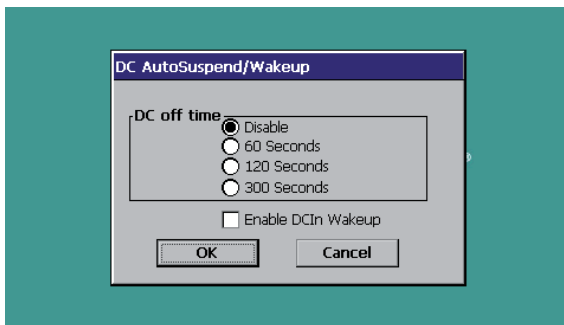 DC AutoSuspend/Wakeup
DC off time
Disable
60 Seconds
120 Seconds
300 Seconds
Enable DCIn Wakeup
OK
Cancel